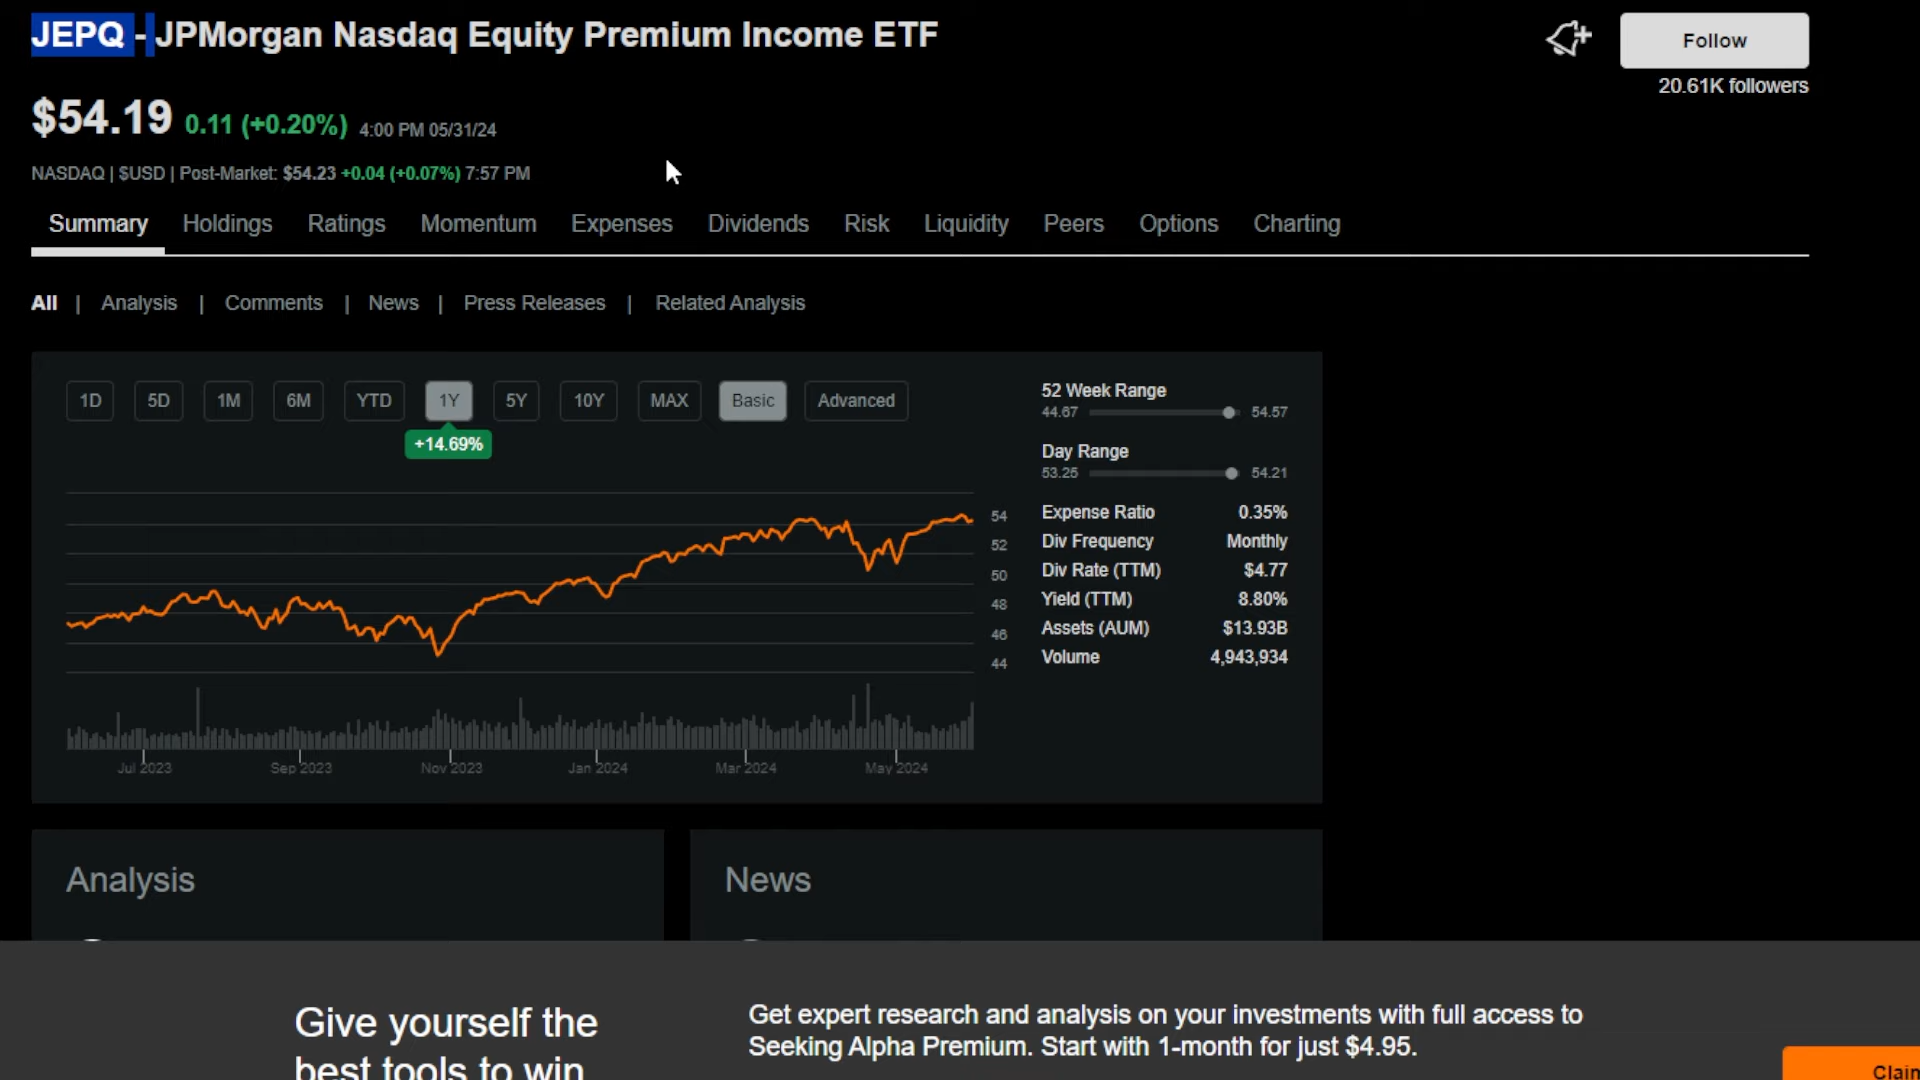 JEPQ - JPMorgan Nasdaq Equity Premium Income ETF
Follow
20.61K followers
$54.19 0.11 (+0.20%) 4:00 PM 05/31/24
NASDAQ | $USD | Post-Market: $54.23 +0.04 (+0.07%) 7:57 PM
Summary Holdings Ratings Momentum Expenses Dividends Risk Liquidity Peers Options Charting
All | Analysis | Comments | News | Press Releases | Related Analysis
1D 5D 1M 6M YTD 1Y 5Y 10Y MAX Basic Advanced
+14.69%
52 Week Range
44.67 54.57
Day Range
53.25 54.21
Expense Ratio 0.35%
Div Frequency Monthly
Div Rate (TTM) $4.77
Yield (TTM) 8.80%
Assets (AUM) $13.93B
Volume 4,943,934
54
52
50
48
46
44
Jul 2023 Sep 2023 Nov 2023 Jan 2024 Mar 2024 May 2024
Analysis
News
Give yourself the
best tools to win
Get expert research and analysis on your investments with full access to
Seeking Alpha Premium. Start with 1-month for just $4.95.